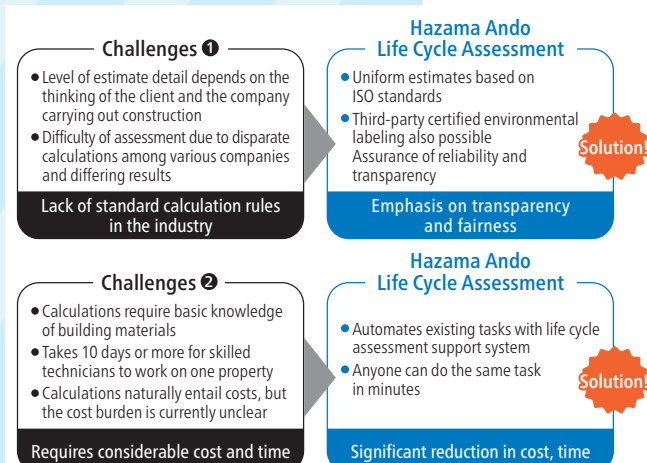 Challenges ❶
● Level of estimate detail depends on the
thinking of the client and the company
carrying out construction
● Difficulty of assessment due to disparate
calculations among various companies
and differing results
Lack of standard calculation rules
in the industry
Hazama Ando
Life Cycle Assessment
● Uniform estimates based on
ISO standards
● Third-party certified environmental
labeling also possible
Assurance of reliability and
transparency
Solution!
Emphasis on transparency
and fairness
Challenges ❷
● Calculations require basic knowledge
of building materials
● Takes 10 days or more for skilled
technicians to work on one property
● Calculations naturally entail costs, but
the cost burden is currently unclear
Requires considerable cost and time
Hazama Ando
Life Cycle Assessment
● Automates existing tasks with life cycle
assessment support system
● Anyone can do the same task
in minutes
Solution!
Significant reduction in cost, time